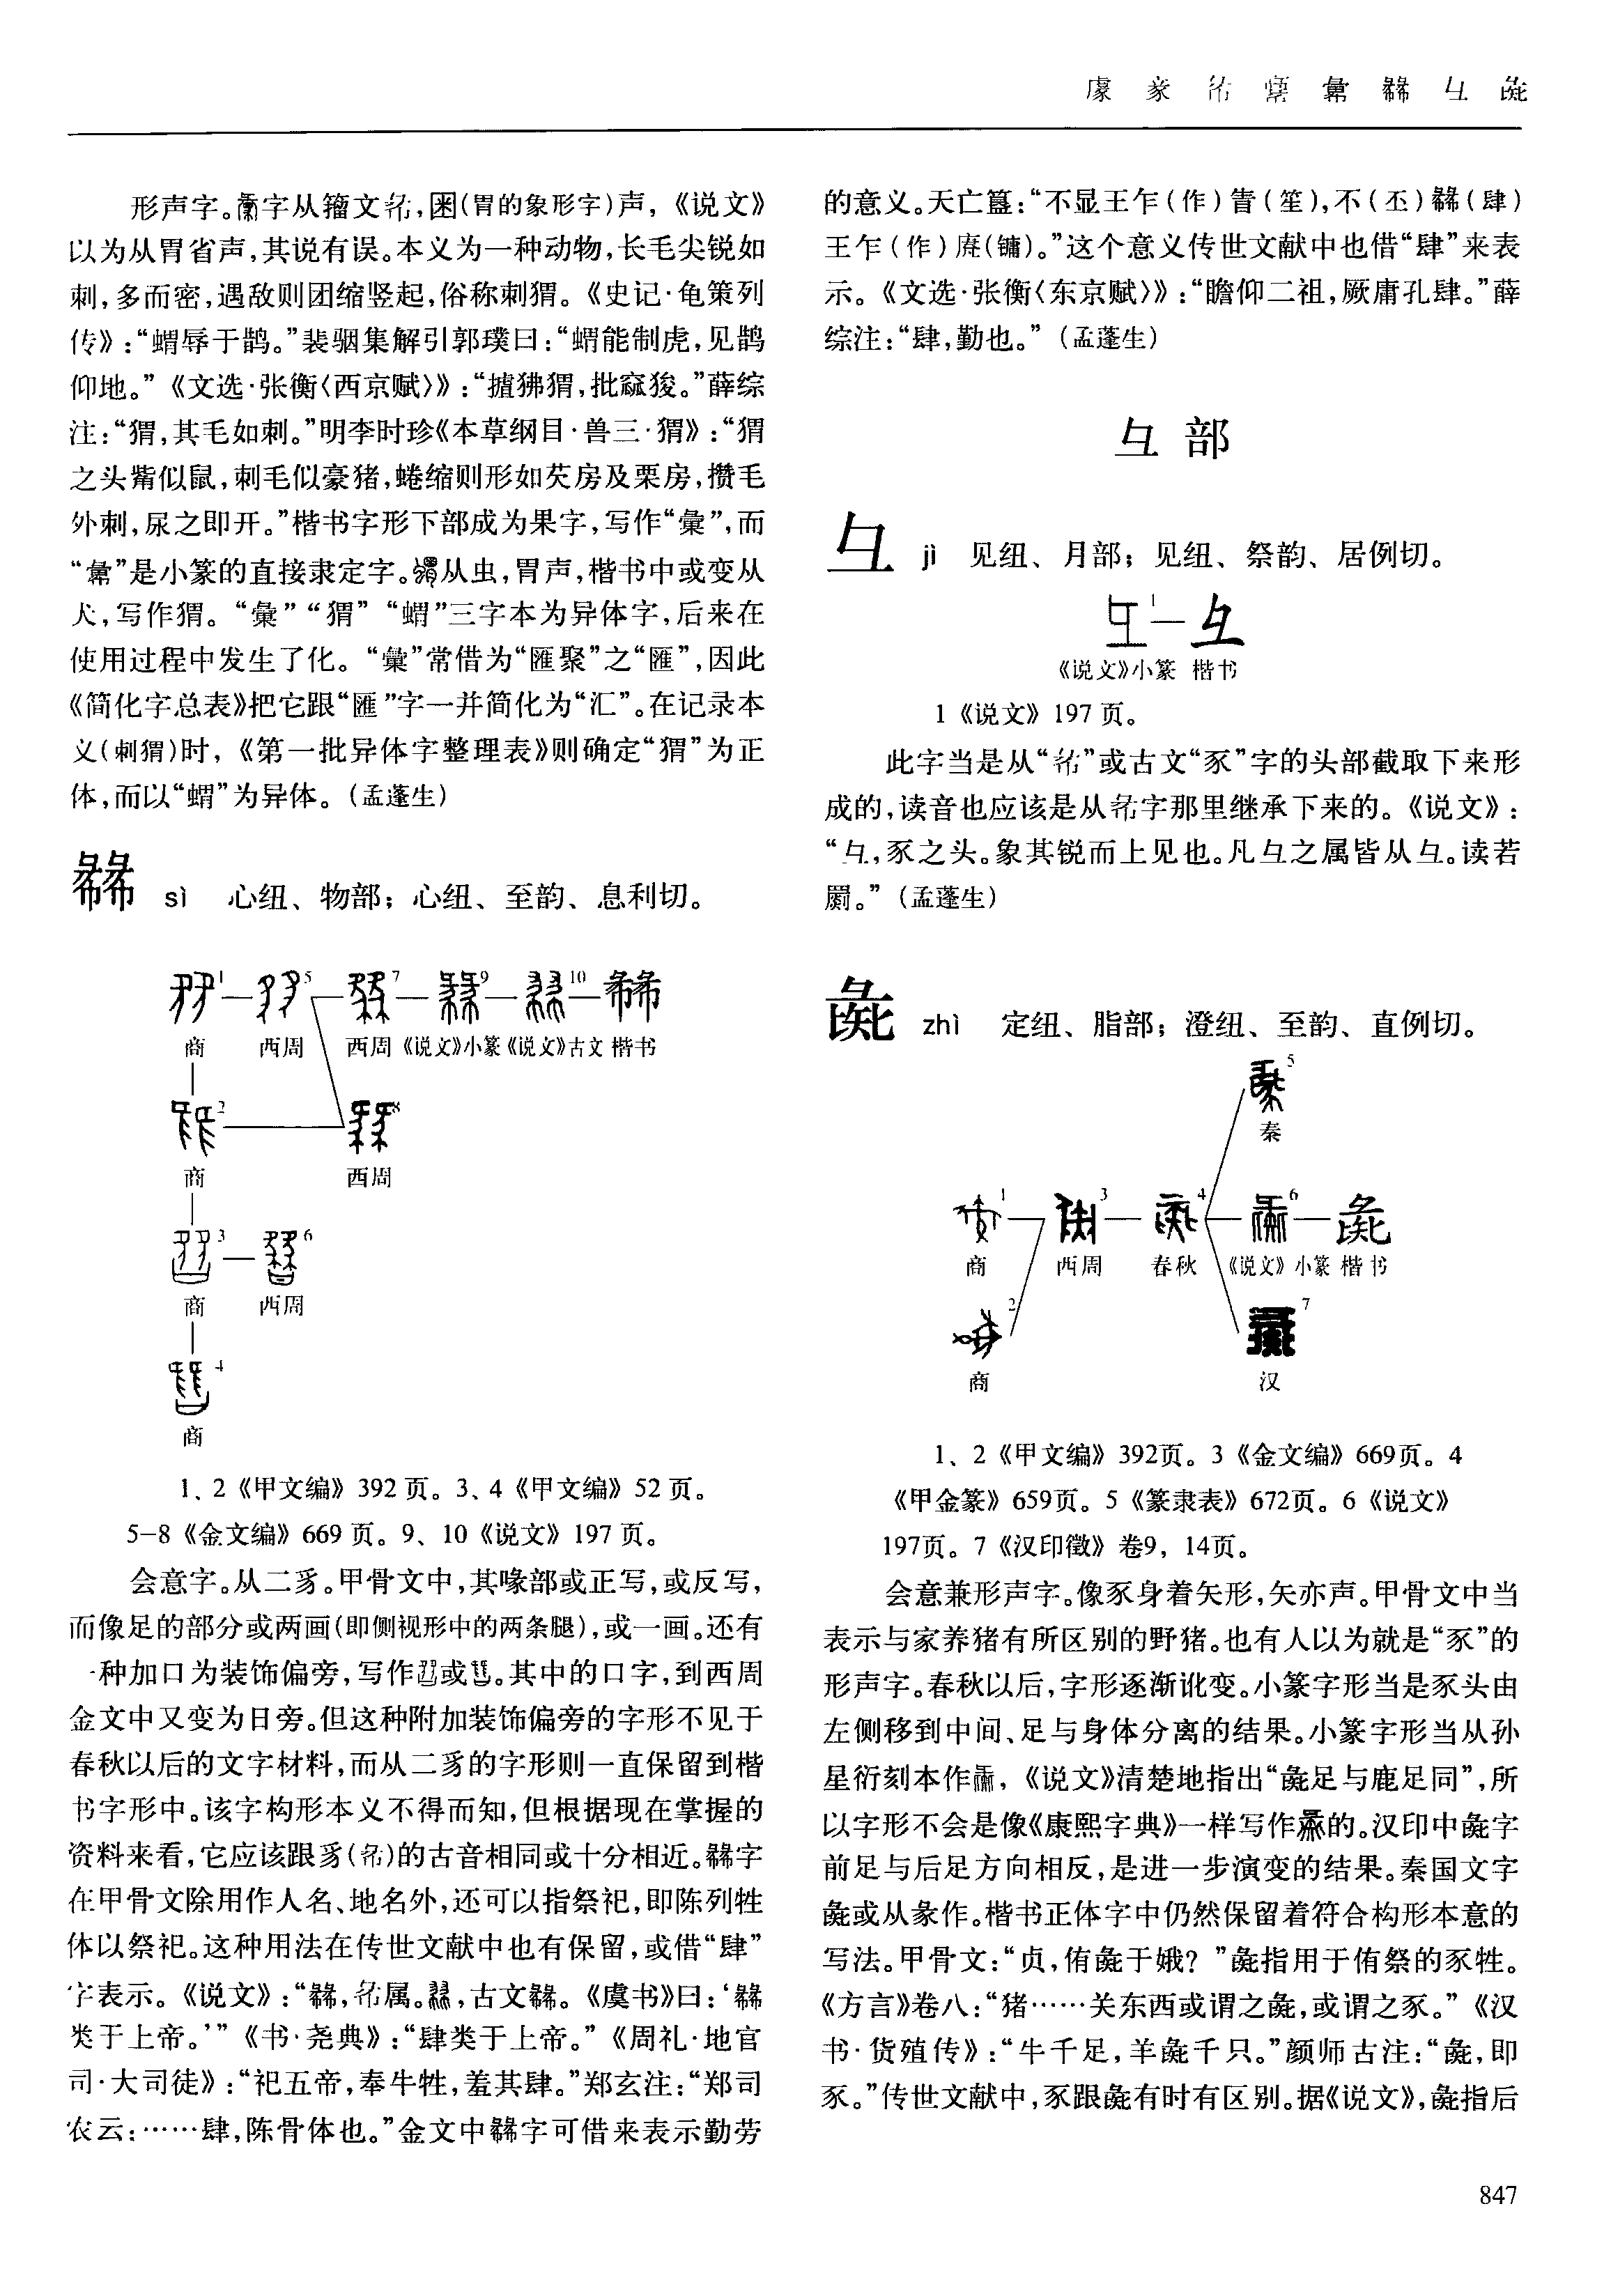 豪 㣇 彑 彘
形声字。字从籀文㣇,(胃的象形字)声,《说文》
以为从胃省声,其说有误。本义为一种动物,长毛尖锐如
刺,多而密,遇敌则团缩竖起,俗称刺猬。《史记·龟策列
传》:“蝟辱于鹊。”裴骃集解引郭璞曰:“蝟能制虎,见鹊
仰地。”《文选·张衡〈西京赋〉》:“揸狒猬,批窳狻。”薛综
注:“猬,其毛如刺。”明李时珍《本草纲目·兽三·猬》:“猬
之头觜似鼠,刺毛似豪猪,蜷缩则形如芡房及栗房,攒毛
外刺,尿之即开。”楷书字形下部成为果字,写作“彙”,而
“”是小篆的直接隶定字。从虫,胃声,楷书中或变从
犬,写作猬。“彙”“猬”“蝟”三字本为异体字,后来在
使用过程中发生了化。“彙”常借为“匯聚”之“匯”,因此
《简化字总表》把它跟“匯”字一并简化为“汇”。在记录本
义(刺猬)时,《第一批异体字整理表》则确定“猬”为正
体,而以“蝟”为异体。(孟蓬生)
𢑩 sì 心纽、物部;心纽、至韵、息利切。
1 5 7 9 10
商 西周 西周 《说文》小篆 《说文》古文 楷书
2 8
商 西周
3 6
商 西周
4
商
1、2《甲文编》392页。3、4《甲文编》52页。
5-8《金文编》669页。9、10《说文》197页。
会意字。从二豸。甲骨文中,其喙部或正写,或反写,
而像足的部分或两画(即侧视形中的两条腿),或一画。还有
一种加口为装饰偏旁,写作或。其中的口字,到西周
金文中又变为日旁。但这种附加装饰偏旁的字形不见于
春秋以后的文字材料,而从二豸的字形则一直保留到楷
书字形中。该字构形本义不得而知,但根据现在掌握的
资料来看,它应该跟豸(㣇)的古音相同或十分相近。𢑩字
在甲骨文除用作人名、地名外,还可以指祭祀,即陈列牲
体以祭祀。这种用法在传世文献中也有保留,或借“肆”
字表示。《说文》:“𢑩,㣇属。,古文𢑩。《虞书》曰:‘𢑩
类于上帝。’”《书·尧典》:“肆类于上帝。”《周礼·地官
司·大司徒》:“祀五帝,奉牛牲,羞其肆。”郑玄注:“郑司
农云:……肆,陈骨体也。”金文中𢑩字可借来表示勤劳
的意义。天亡簋:“不显王乍(作)眚(笙),不(丕)𢑩(肆)
王乍(作)庚(镛)。”这个意义传世文献中也借“肆”来表
示。《文选·张衡〈东京赋〉》:“瞻仰二祖,厥庸孔肆。”薛
综注:“肆,勤也。”(孟蓬生)
彑 部
彑 jì 见纽、月部;见纽、祭韵、居例切。
1 彑
《说文》小篆 楷书
1《说文》197页。
此字当是从“㣇”或古文“豕”字的头部截取下来形
成的,读音也应该是从㣇字那里继承下来的。《说文》:
“彑,豕之头。象其锐而上见也。凡彑之属皆从彑。读若
罽。”(孟蓬生)
彘 zhì 定纽、脂部;澄纽、至韵、直例切。
5
秦
1 3 4 6 彘
商 西周 春秋 《说文》小篆 楷书
2 7
商 汉
1、2《甲文编》392页。3《金文编》669页。4
《甲金篆》659页。5《篆隶表》672页。6《说文》
197页。7《汉印徵》卷9,14页。
会意兼形声字。像豕身着矢形,矢亦声。甲骨文中当
表示与家养猪有所区别的野猪。也有人以为就是“豕”的
形声字。春秋以后,字形逐渐讹变。小篆字形当是豕头由
左侧移到中间、足与身体分离的结果。小篆字形当从孙
星衍刻本作,《说文》清楚地指出“彘足与鹿足同”,所
以字形不会是像《康熙字典》一样写作的。汉印中彘字
前足与后足方向相反,是进一步演变的结果。秦国文字
彘或从彖作。楷书正体字中仍然保留着符合构形本意的
写法。甲骨文:“贞,侑彘于娥?”彘指用于侑祭的豕牲。
《方言》卷八:“猪……关东西或谓之彘,或谓之豕。”《汉
书·货殖传》:“牛千足,羊彘千只。”颜师古注:“彘,即
豕。”传世文献中,豕跟彘有时有区别。据《说文》,彘指后
847